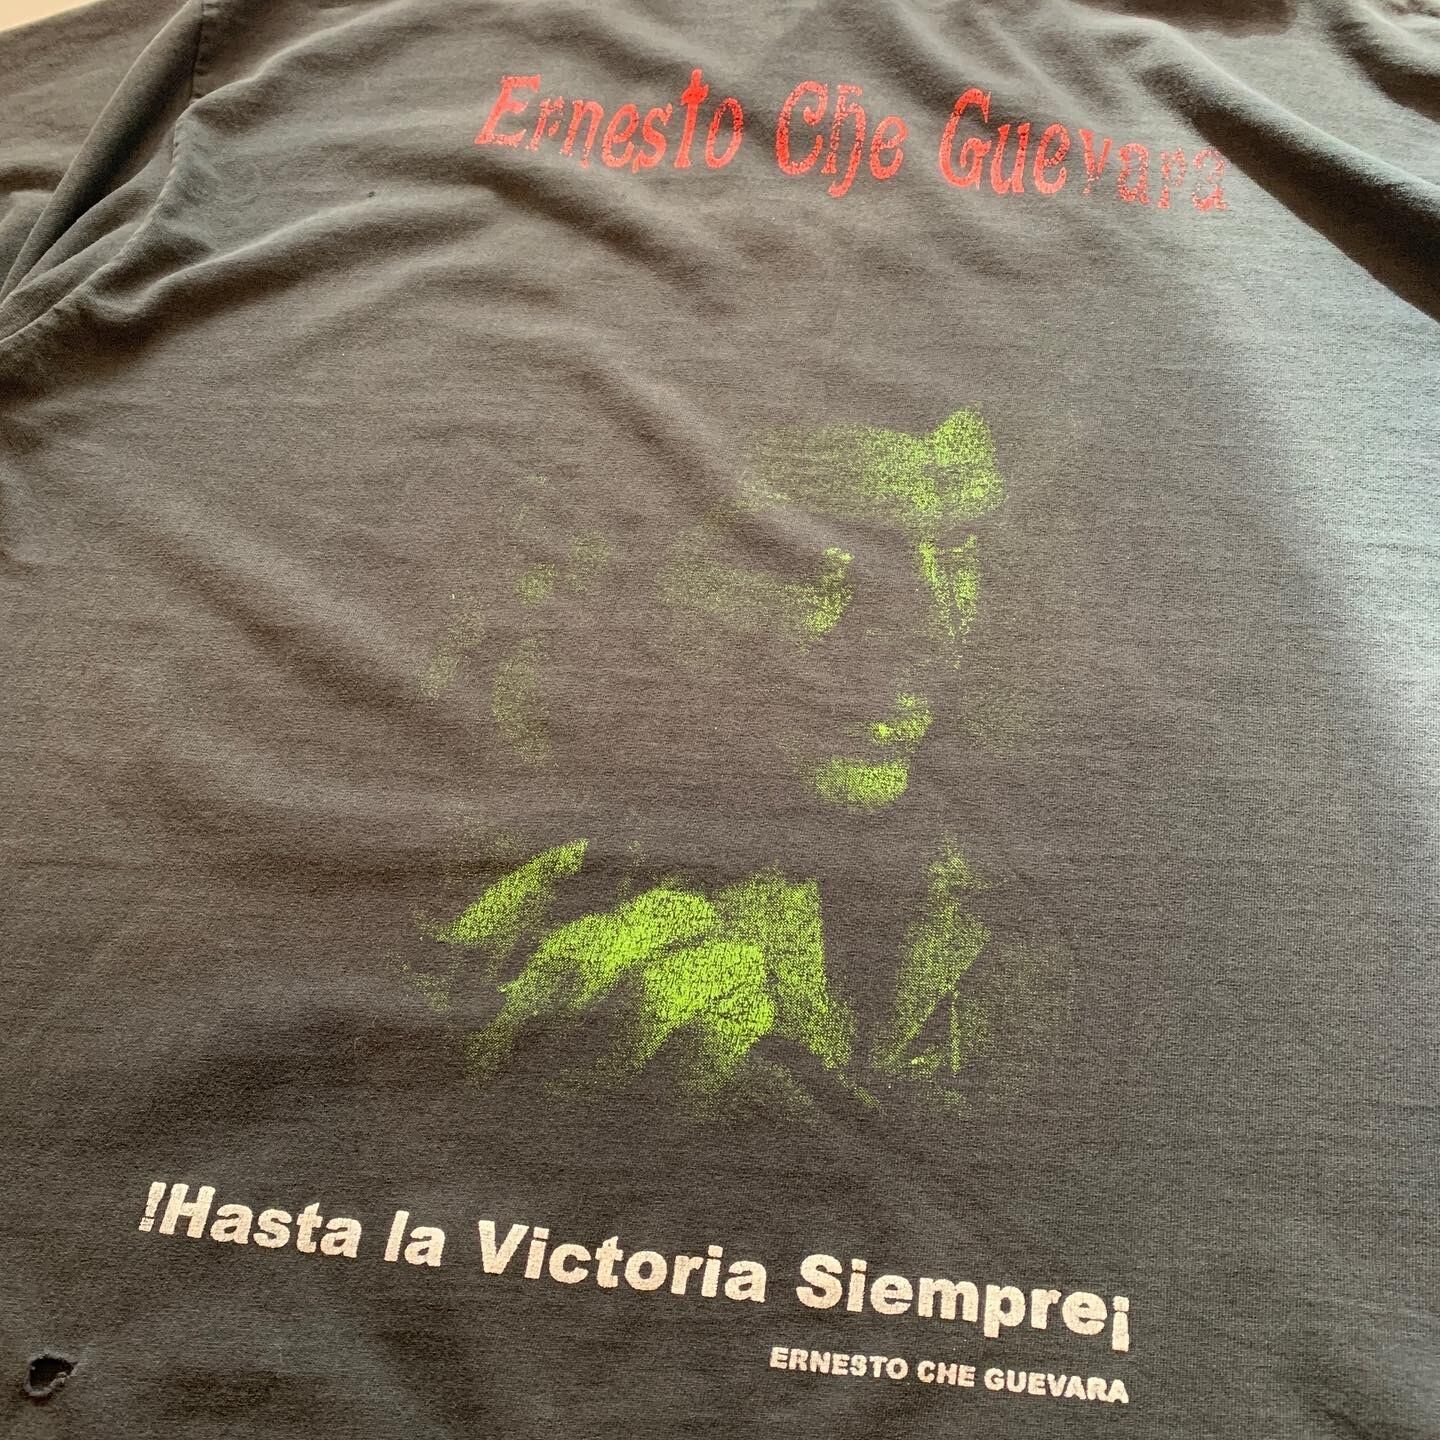 Ernesto Che Guevara
!Hasta la Victoria Siempre¡
ERNESTO CHE GUEVARA